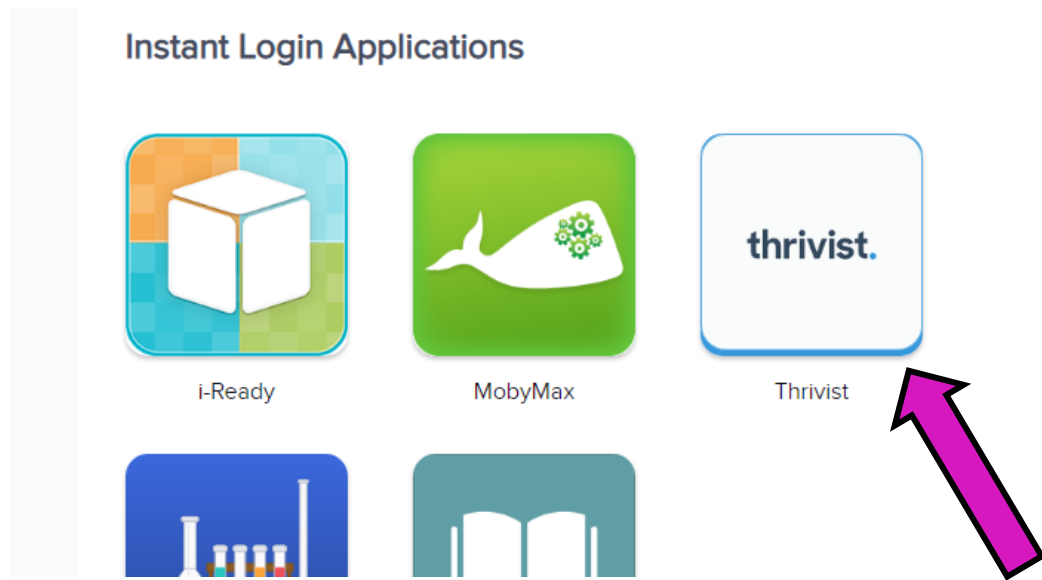 Instant Login Applications
thrivist.
i-Ready
MobyMax
Thrivist